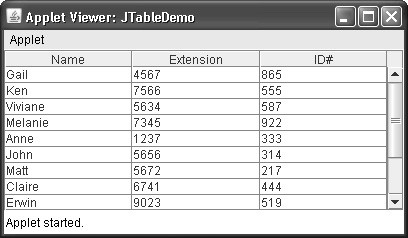 Applet Viewer: JTableDemo
Applet
Name Extension ID#
Gail 4567 865
Ken 7566 555
Viviane 5634 587
Melanie 7345 922
Anne 1237 333
John 5656 314
Matt 5672 217
Claire 6741 444
Erwin 9023 519
Applet started.